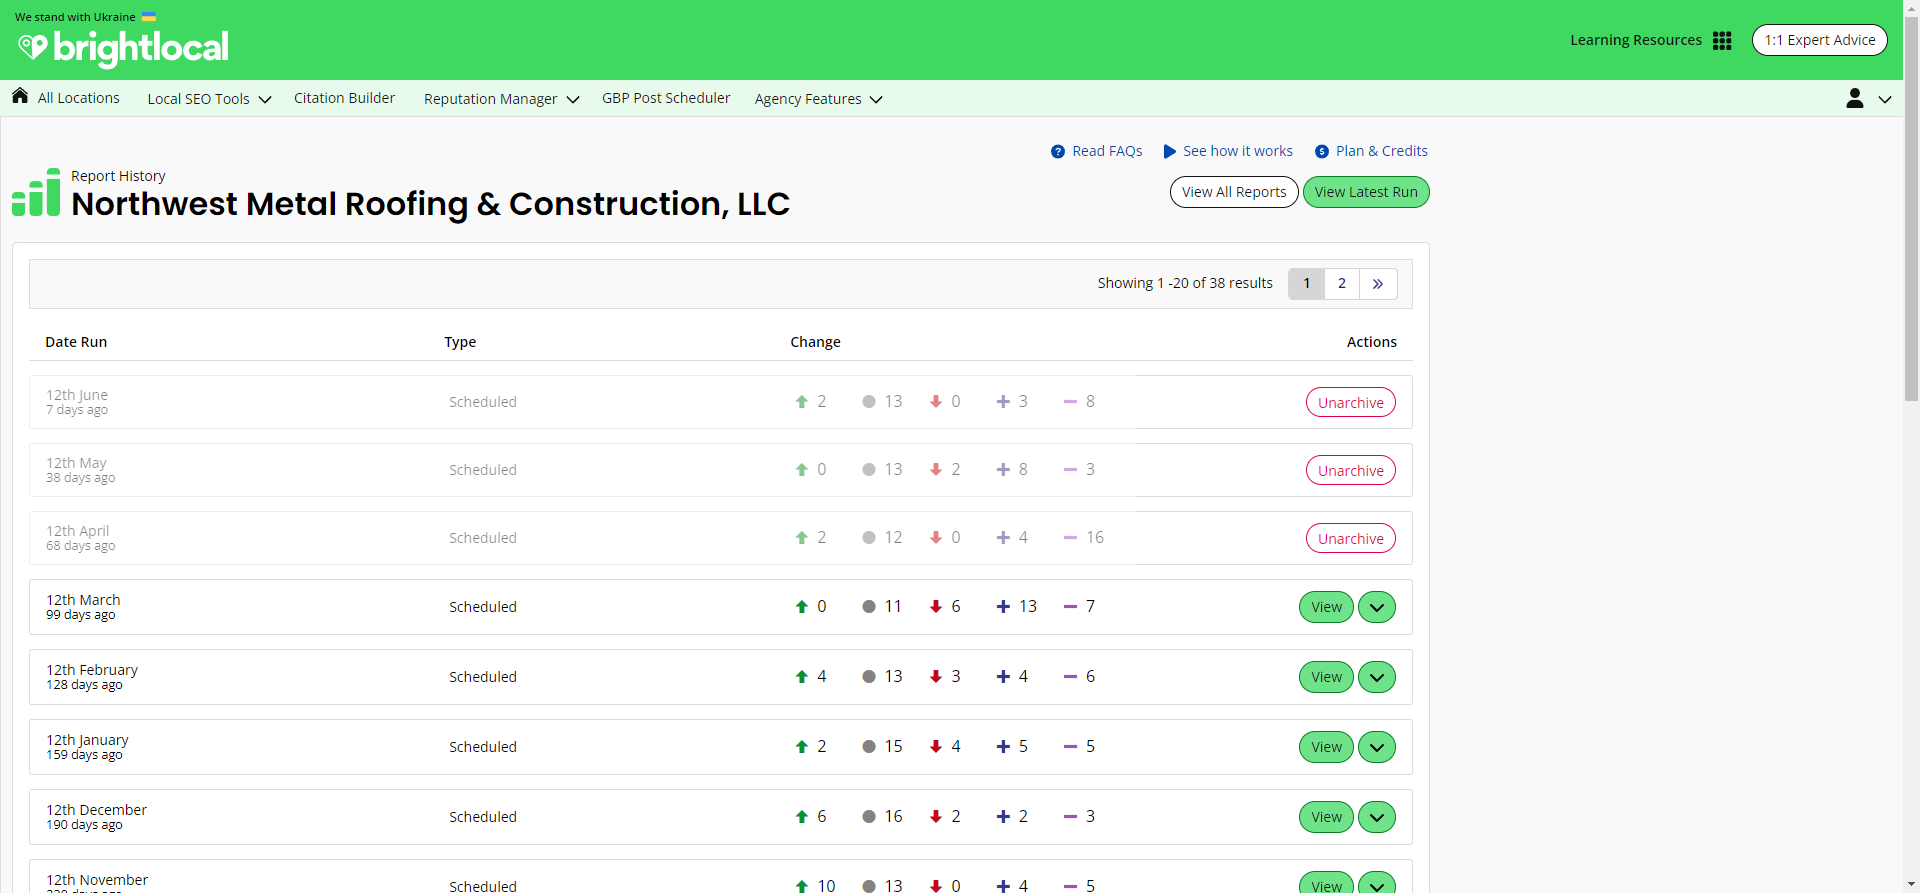 We stand with Ukraine
brightlocal
Learning Resources
1:1 Expert Advice
All Locations
Local SEO Tools
Citation Builder
Reputation Manager
GBP Post Scheduler
Agency Features
Read FAQs
See how it works
Plan & Credits
Report History
Northwest Metal Roofing & Construction, LLC
View All Reports
View Latest Run
Showing 1 -20 of 38 results
1 2 »
Date Run Type Change Actions
12th June
7 days ago
Scheduled 2 13 0 3 8 Unarchive
12th May
38 days ago
Scheduled 0 13 2 8 3 Unarchive
12th April
68 days ago
Scheduled 2 12 0 4 16 Unarchive
12th March
99 days ago
Scheduled 0 11 6 13 7 View
12th February
128 days ago
Scheduled 4 13 3 4 6 View
12th January
159 days ago
Scheduled 2 15 4 5 5 View
12th December
190 days ago
Scheduled 6 16 2 2 3 View
12th November
Scheduled 10 13 0 4 5 View